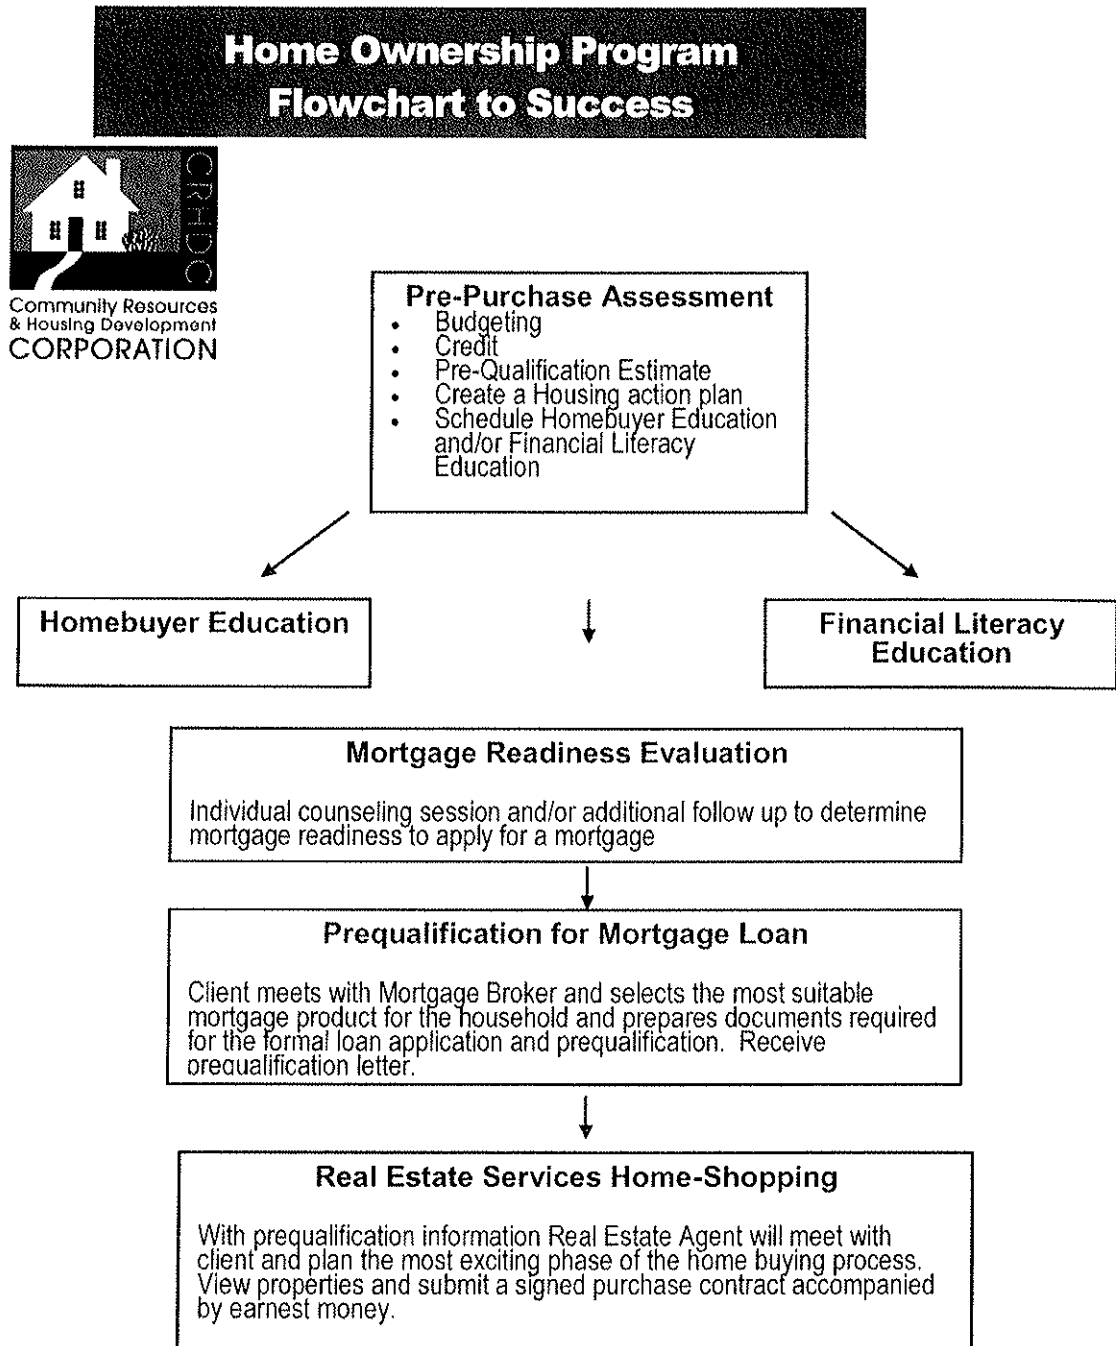 Home Ownership Program
Flowchart to Success
CRHDC
Community Resources
& Housing Development
CORPORATION
Pre-Purchase Assessment
• Budgeting
• Credit
• Pre-Qualification Estimate
• Create a Housing action plan
• Schedule Homebuyer Education
and/or Financial Literacy
Education
Homebuyer Education
Financial Literacy
Education
Mortgage Readiness Evaluation
Individual counseling session and/or additional follow up to determine
mortgage readiness to apply for a mortgage
Prequalification for Mortgage Loan
Client meets with Mortgage Broker and selects the most suitable
mortgage product for the household and prepares documents required
for the formal loan application and prequalification.  Receive
prequalification letter.
Real Estate Services Home-Shopping
With prequalification information Real Estate Agent will meet with
client and plan the most exciting phase of the home buying process.
View properties and submit a signed purchase contract accompanied
by earnest money.